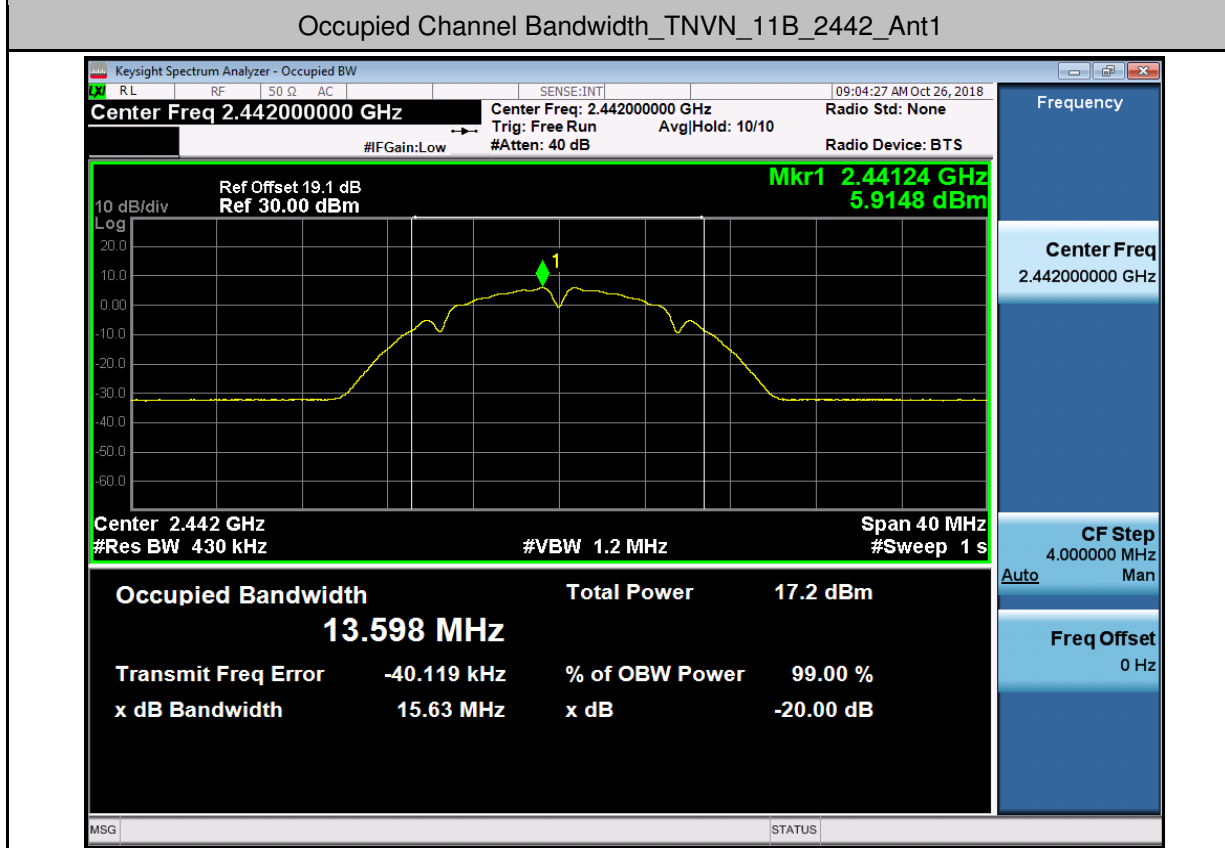 Occupied Channel Bandwidth_TNVN_11B_2442_Ant1
Keysight Spectrum Analyzer - Occupied BW
LXI RL RF 50 Ω AC SENSE:INT 09:04:27 AM Oct 26, 2018
Center Freq 2.442000000 GHz Center Freq: 2.442000000 GHz Radio Std: None
Trig: Free Run Avg|Hold: 10/10
#IFGain:Low #Atten: 40 dB Radio Device: BTS
Frequency
Mkr1 2.44124 GHz
5.9148 dBm
Ref Offset 19.1 dB
10 dB/div Ref 30.00 dBm
Log
20.0
10.0
0.00
-10.0
-20.0
-30.0
-40.0
-50.0
-60.0
1
Center 2.442 GHz Span 40 MHz
#Res BW 430 kHz #VBW 1.2 MHz #Sweep 1 s
Center Freq
2.442000000 GHz
CF Step
4.000000 MHz
Auto Man
Freq Offset
0 Hz
Occupied Bandwidth Total Power 17.2 dBm
13.598 MHz
Transmit Freq Error -40.119 kHz % of OBW Power 99.00 %
x dB Bandwidth 15.63 MHz x dB -20.00 dB
MSG STATUS